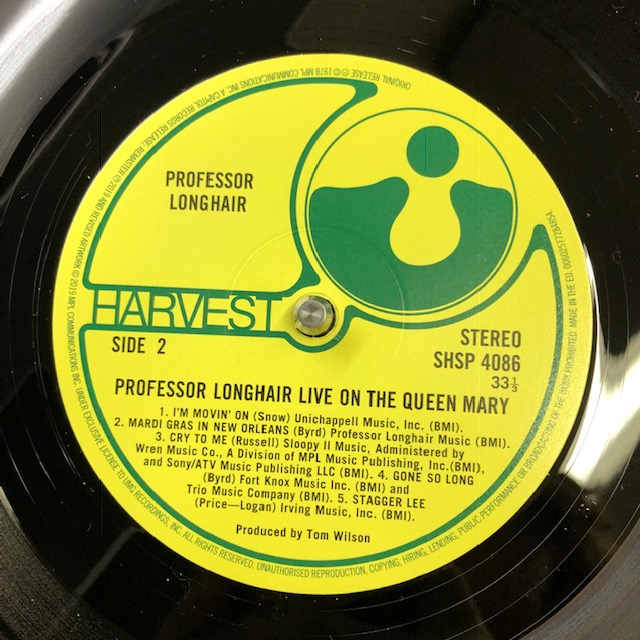 PROFESSOR
LONGHAIR
HARVEST
SIDE 2
STEREO
SHSP 4086
33⅓
PROFESSOR LONGHAIR LIVE ON THE QUEEN MARY
1. I'M MOVIN' ON (Snow) Unichappell Music, Inc. (BMI).
2. MARDI GRAS IN NEW ORLEANS (Byrd) Professor Longhair Music (BMI).
3. CRY TO ME (Russell) Sloopy II Music, Administered by
Wren Music Co., A Division of MPL Music Publishing, Inc.(BMI),
and Sony/ATV Music Publishing LLC (BMI). 4. GONE SO LONG
(Byrd) Fort Knox Music Inc. (BMI) and
Trio Music Company (BMI). 5. STAGGER LEE
(Price—Logan) Irving Music, Inc. (BMI).
Produced by Tom Wilson
ORIGINAL RELEASE ℗ 1978 MPL COMMUNICATIONS INC. A CAPITOL RECORDS RELEASE; REMASTER ℗ 2019 AND REVISED ARTWORK © 2019 MPL COMMUNICATIONS INC. UNDER EXCLUSIVE LICENSE TO UMG RECORDINGS, INC. ALL RIGHTS RESERVED. UNAUTHORISED REPRODUCTION, COPYING, HIRING, LENDING, PUBLIC PERFORMANCE OR BROADCASTING OF THE WORK PROHIBITED. MADE IN THE EU. 00602577284854.